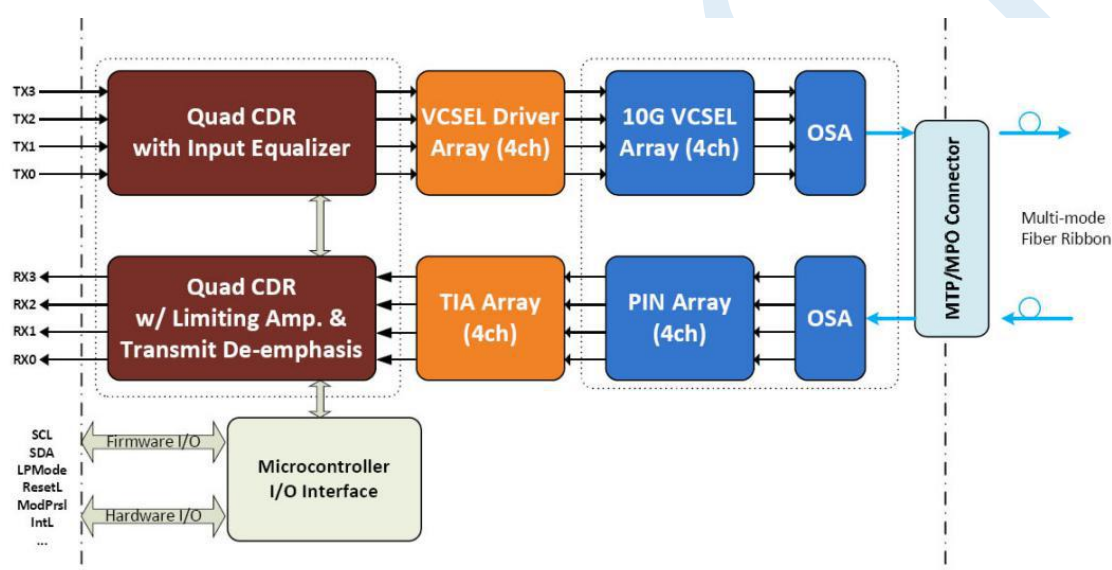 TX3
TX2
TX1
TX0
Quad CDR
with Input Equalizer
VCSEL Driver
Array (4ch)
10G VCSEL
Array (4ch)
OSA
MTP/MPO Connector
Multi-mode
Fiber Ribbon
RX3
RX2
RX1
RX0
Quad CDR
w/ Limiting Amp. &
Transmit De-emphasis
TIA Array
(4ch)
PIN Array
(4ch)
OSA
SCL
SDA
LPMode
ResetL
ModPrsl
IntL
...
Firmware I/O
Hardware I/O
Microcontroller
I/O Interface